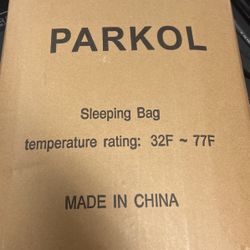 PARKOL
Sleeping Bag
temperature rating: 32F ~ 77F
MADE IN CHINA